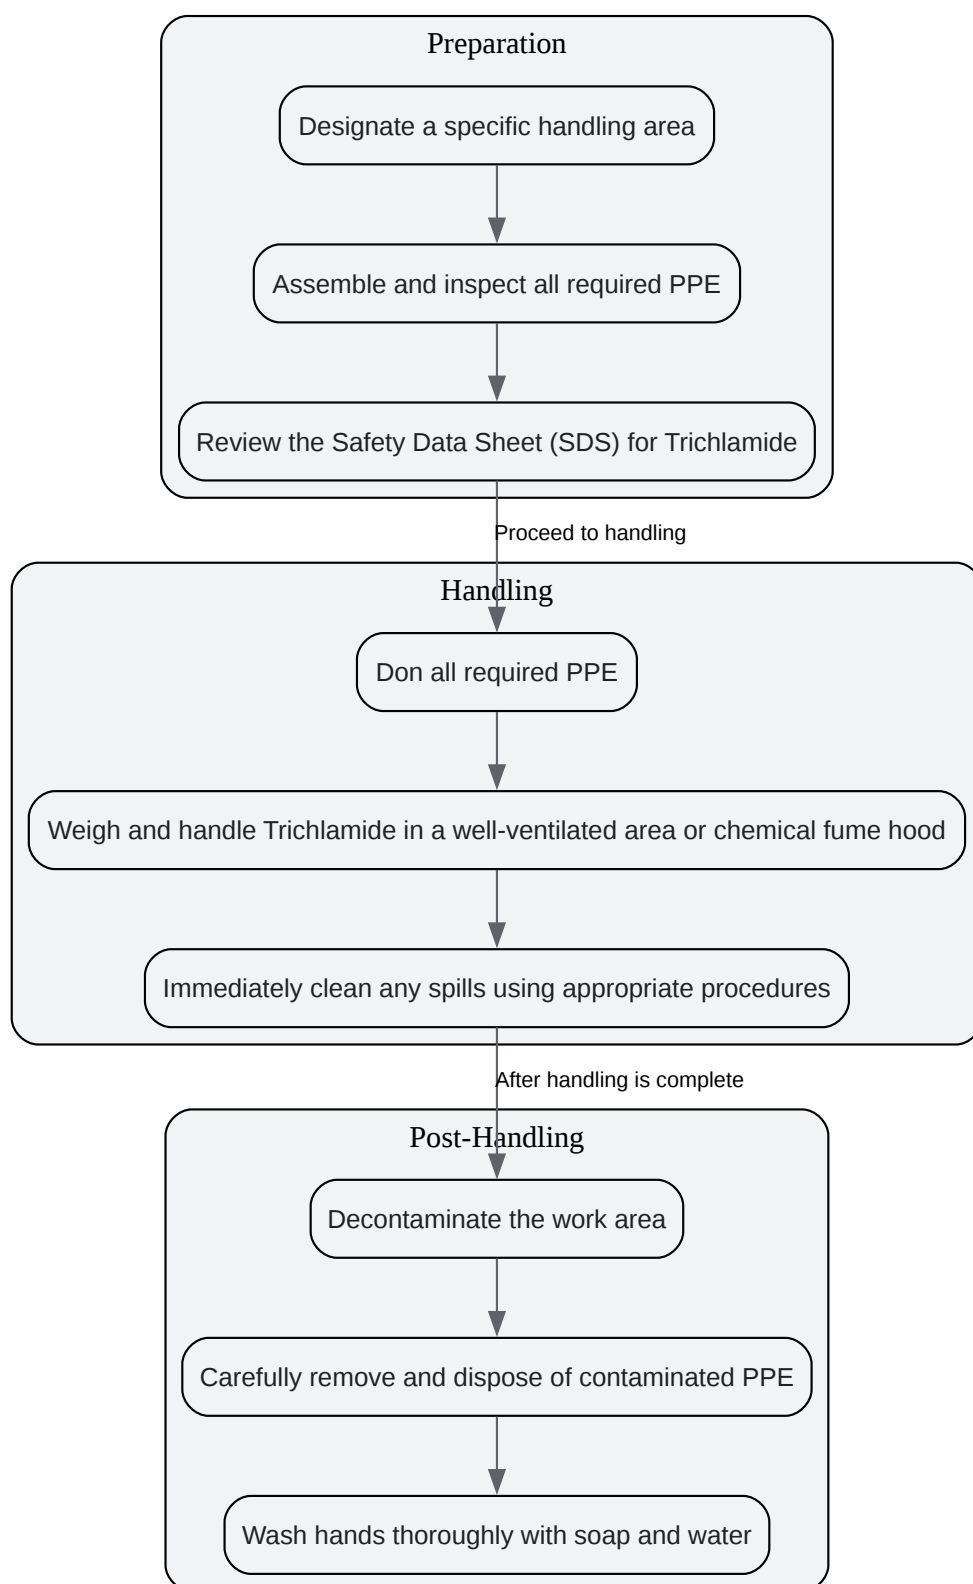 Preparation
Designate a specific handling area
Assemble and inspect all required PPE
Review the Safety Data Sheet (SDS) for Trichlamide
Proceed to handling
Handling
Don all required PPE
Weigh and handle Trichlamide in a well-ventilated area or chemical fume hood
Immediately clean any spills using appropriate procedures
After handling is complete
Post-Handling
Decontaminate the work area
Carefully remove and dispose of contaminated PPE
Wash hands thoroughly with soap and water